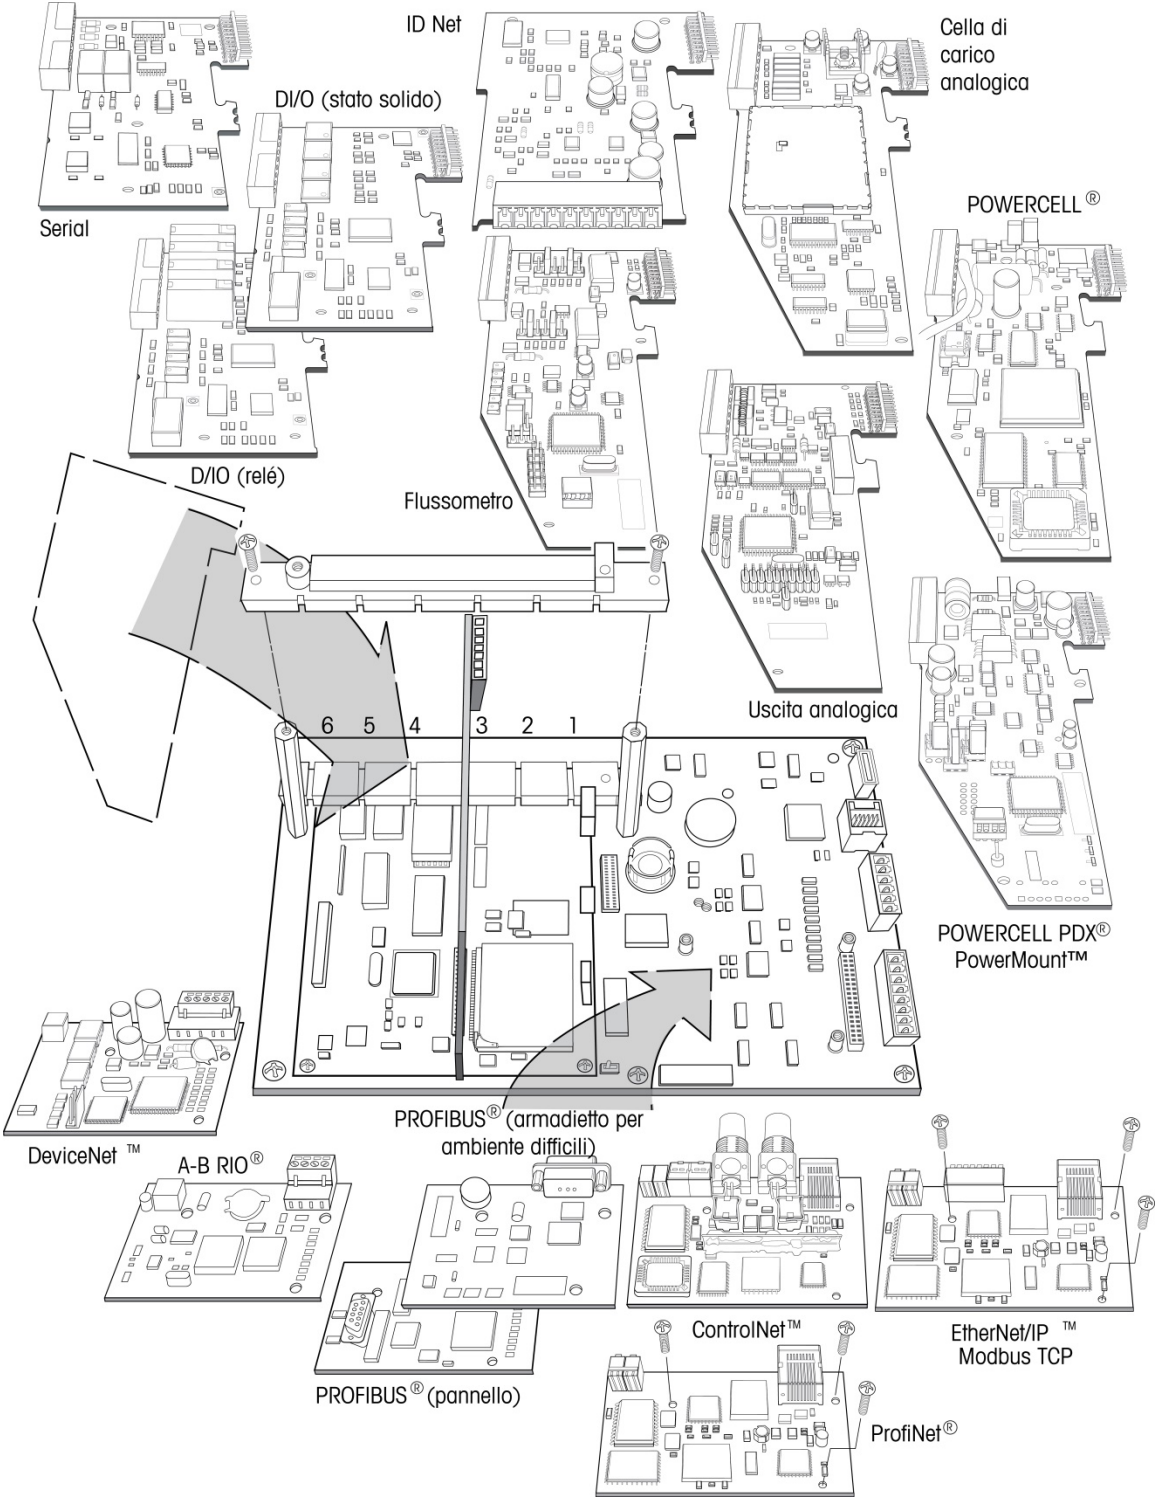 ID Net
Cella di
carico
analogica
DI/O (stato solido)
POWERCELL®
Serial
D/IO (relé)
Flussometro
Uscita analogica
6 5 4 3 2 1
POWERCELL PDX®
PowerMount™
PROFIBUS® (armadietto per
ambiente difficili)
DeviceNet ™
A-B RIO®
ControlNet™
EtherNet/IP ™
Modbus TCP
PROFIBUS® (pannello)
ProfiNet®